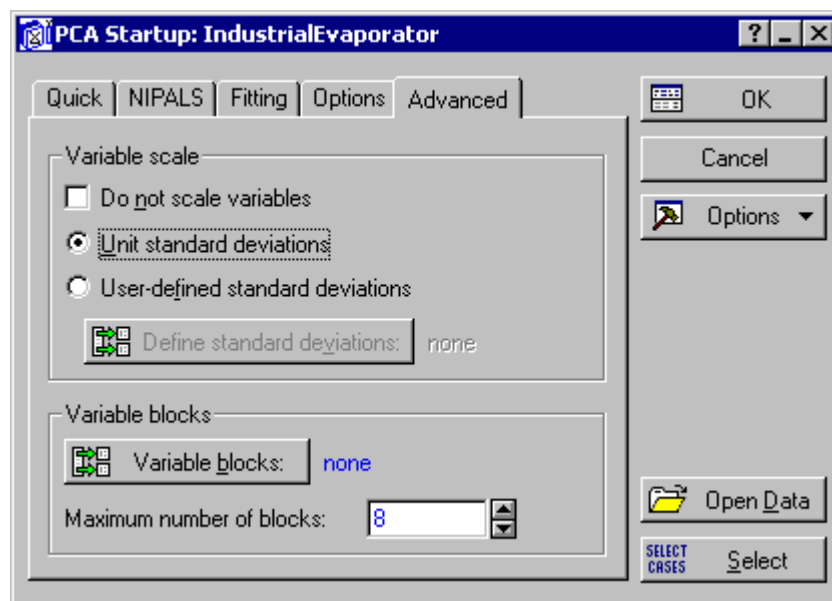 PCA Startup: IndustrialEvaporator
Quick
NIPALS
Fitting
Options
Advanced
Variable scale
Do not scale variables
Unit standard deviations
User-defined standard deviations
Define standard deviations: none
Variable blocks
Variable blocks: none
Maximum number of blocks: 8
OK
Cancel
Options
Open Data
SELECT CASES Select